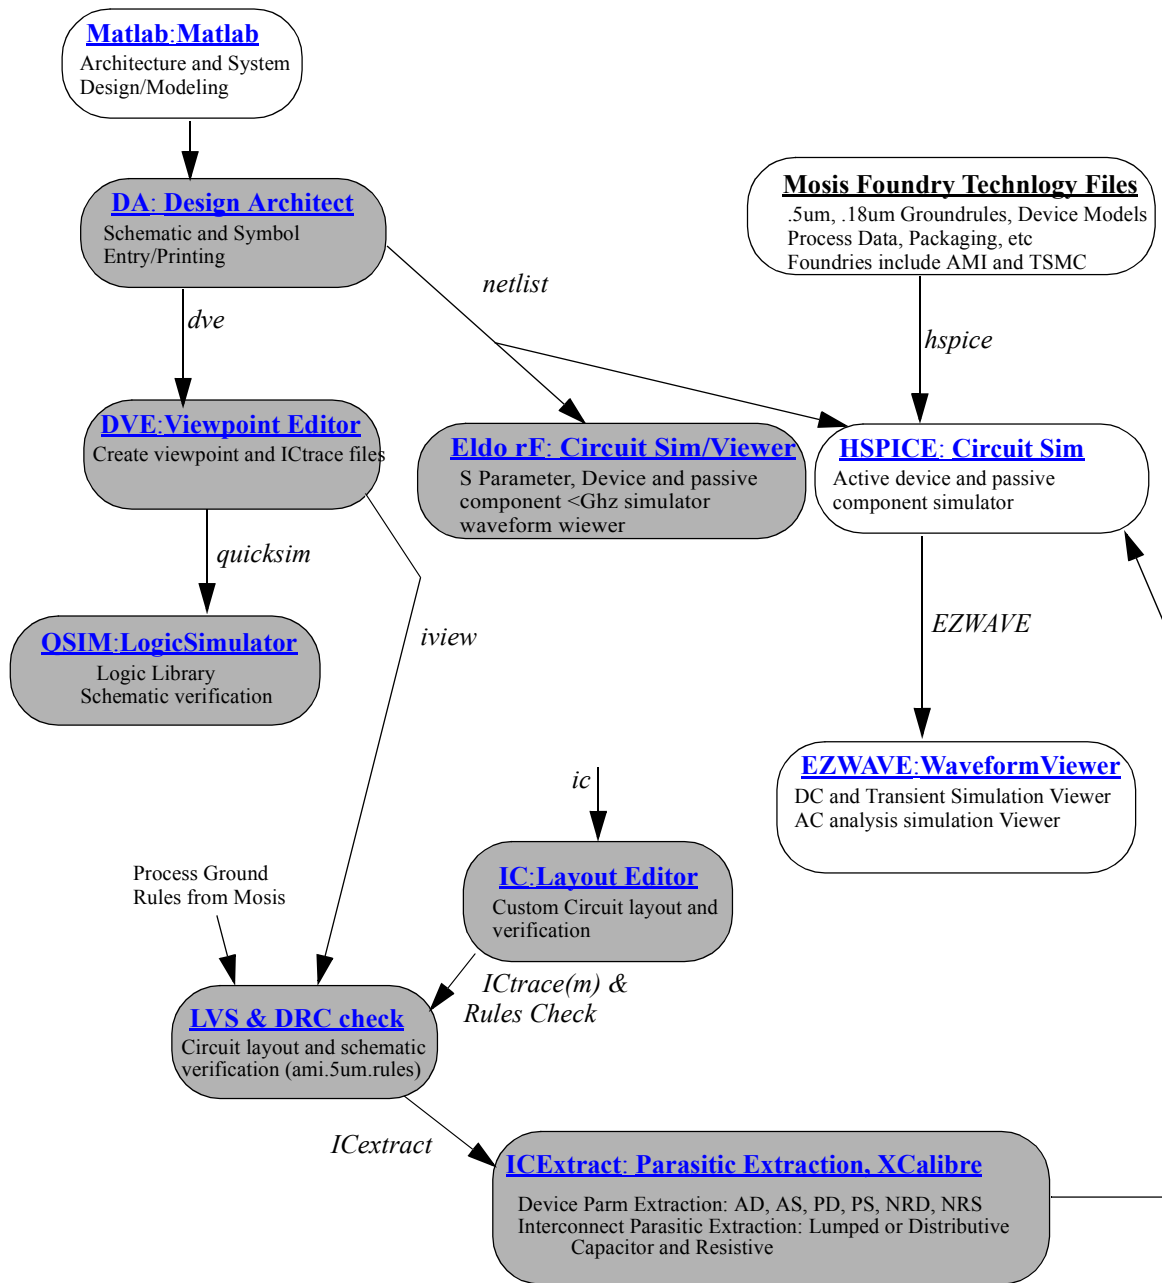 Matlab:Matlab
Architecture and System
Design/Modeling
DA: Design Architect
Schematic and Symbol
Entry/Printing
Mosis Foundry Technlogy Files
.5um, .18um Groundrules, Device Models
Process Data, Packaging, etc
Foundries include AMI and TSMC
netlist
dve
hspice
DVE:Viewpoint Editor
Create viewpoint and ICtrace files
Eldo rF: Circuit Sim/Viewer
S Parameter, Device and passive
component <Ghz simulator
waveform wiewer
HSPICE: Circuit Sim
Active device and passive
component simulator
quicksim
iview
EZWAVE
QSIM:LogicSimulator
Logic Library
Schematic verification
EZWAVE:WaveformViewer
DC and Transient Simulation Viewer
AC analysis simulation Viewer
ic
Process Ground
Rules from Mosis
IC:Layout Editor
Custom Circuit layout and
verification
ICtrace(m) &
Rules Check
LVS & DRC check
Circuit layout and schematic
verification (ami.5um.rules)
ICextract
ICExtract: Parasitic Extraction, XCalibre
Device Parm Extraction: AD, AS, PD, PS, NRD, NRS
Interconnect Parasitic Extraction: Lumped or Distributive
Capacitor and Resistive